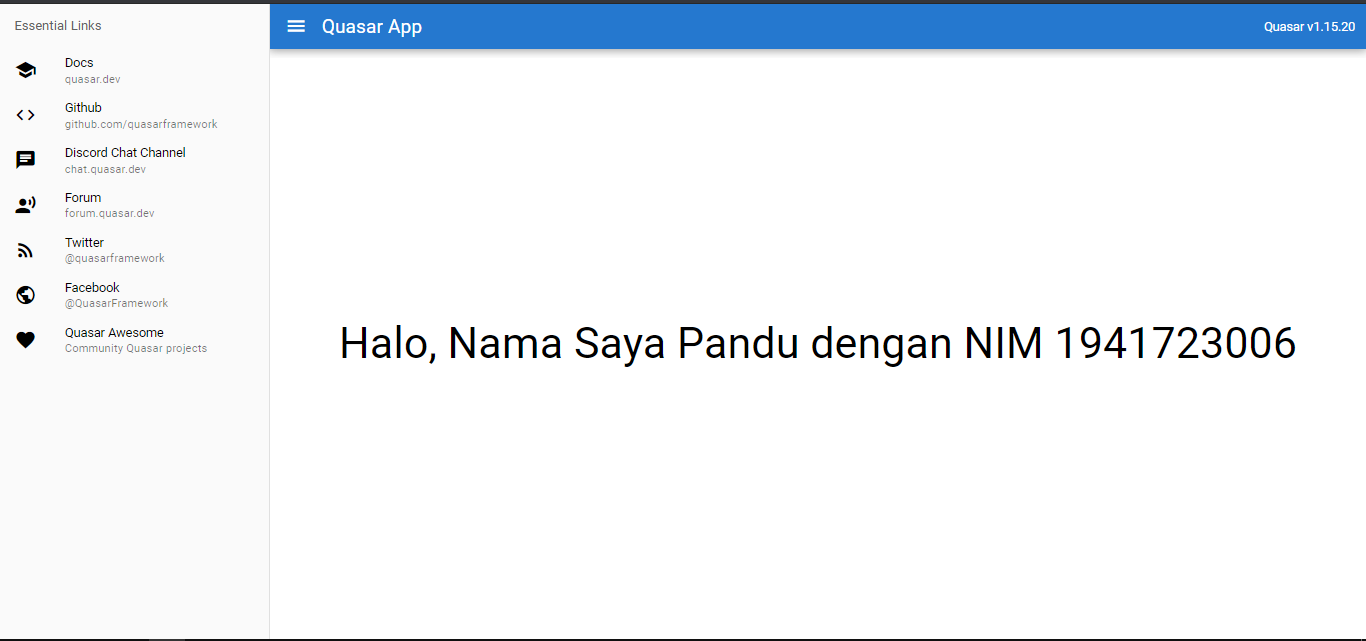 Essential Links
Quasar App
Quasar v1.15.20
Docs
quasar.dev
Github
github.com/quasarframework
Discord Chat Channel
chat.quasar.dev
Forum
forum.quasar.dev
Twitter
@quasarframework
Facebook
@QuasarFramework
Quasar Awesome
Community Quasar projects
Halo, Nama Saya Pandu dengan NIM 1941723006